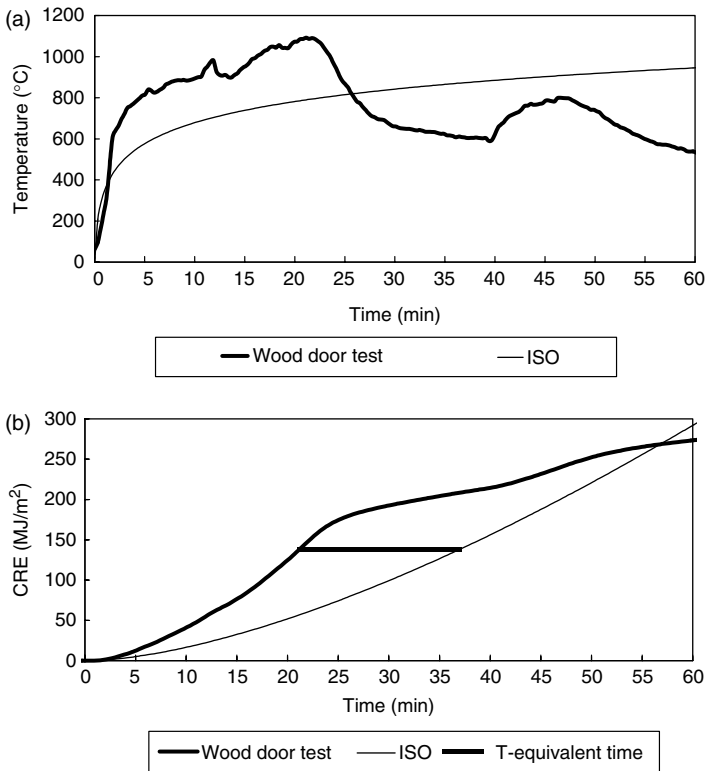 (a)
1200
1000
800
600
400
200
0
Temperature (°C)
0 5 10 15 20 25 30 35 40 45 50 55 60
Time (min)
Wood door test ISO
(b)
300
250
200
150
100
50
0
CRE (MJ/m²)
0 5 10 15 20 25 30 35 40 45 50 55 60
Time (min)
Wood door test ISO T-equivalent time